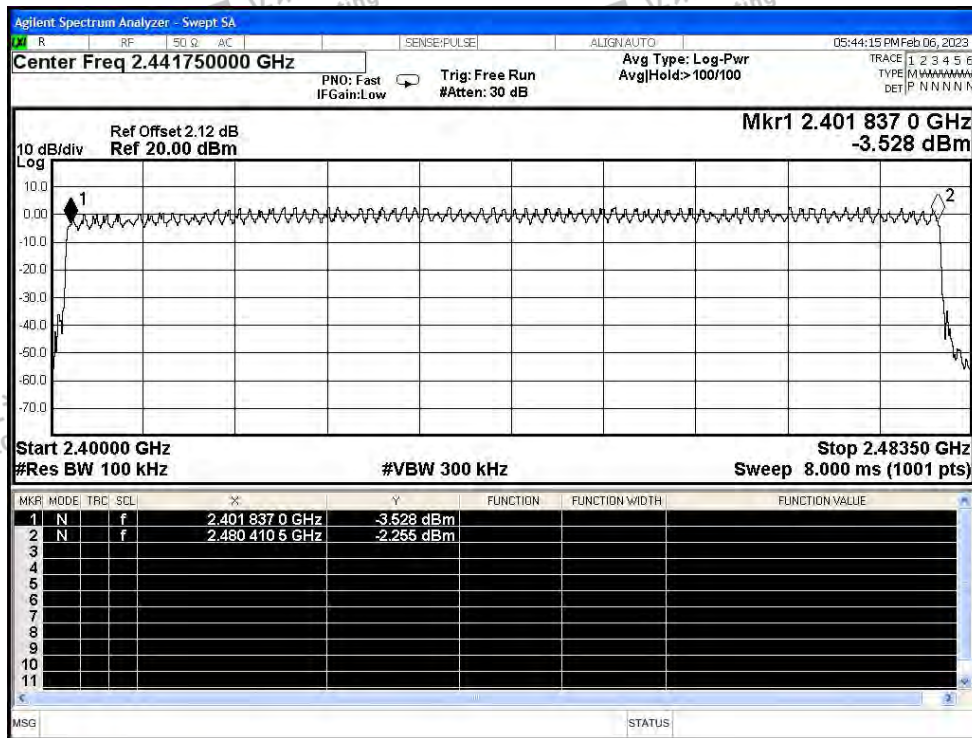 Agilent Spectrum Analyzer - Swept SA
LXI R RF 50 Ω AC SENSE:PULSE ALIGNAUTO 05:44:15 PM Feb 06, 2023
Center Freq 2.441750000 GHz
PNO: Fast
IFGain:Low
Trig: Free Run
#Atten: 30 dB
Avg Type: Log-Pwr
Avg|Hold:>100/100
TRACE 1 2 3 4 5 6
TYPE M WWWWW
DET P N N N N N
Ref Offset 2.12 dB
10 dB/div Ref 20.00 dBm
Log
Mkr1 2.401 837 0 GHz
-3.528 dBm
10.0
0.00
-10.0
-20.0
-30.0
-40.0
-50.0
-60.0
-70.0
1
2
Start 2.40000 GHz Stop 2.48350 GHz
#Res BW 100 kHz #VBW 300 kHz Sweep 8.000 ms (1001 pts)
MKR MODE TRC SCL X Y FUNCTION FUNCTION WIDTH FUNCTION VALUE
1 N f 2.401 837 0 GHz -3.528 dBm
2 N f 2.480 410 5 GHz -2.255 dBm
3
4
5
6
7
8
9
10
11
MSG STATUS